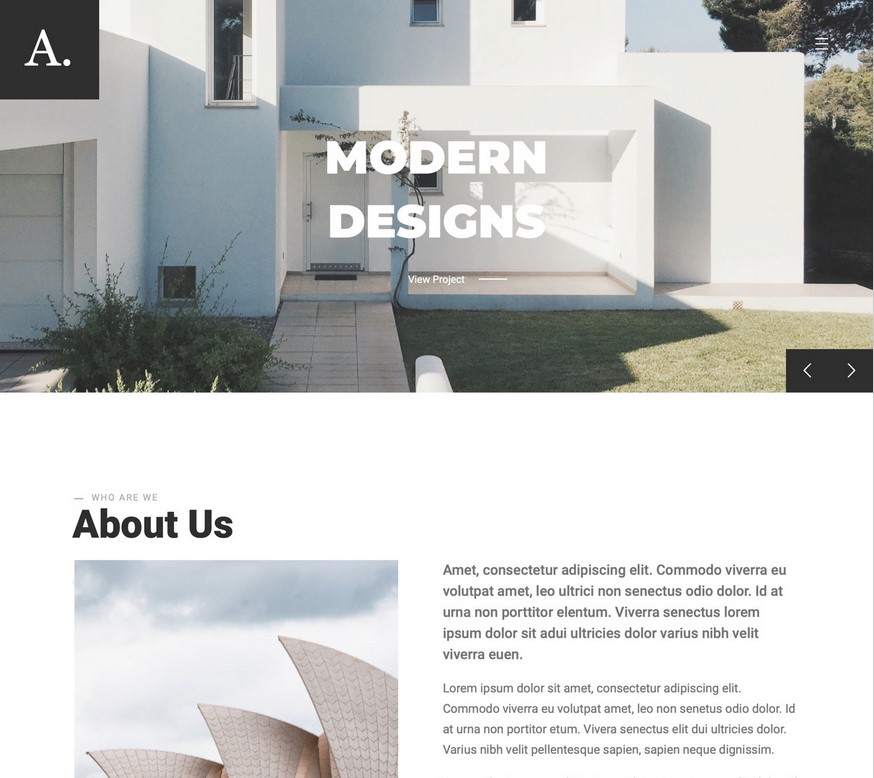 A.
MODERN
DESIGNS
View Project
WHO ARE WE
About Us
Amet, consectetur adipiscing elit. Commodo viverra eu
volutpat amet, leo ultrici non senectus odio dolor. Id at
urna non porttitor elentum. Viverra senectus lorem
ipsum dolor sit adui ultricies dolor varius nibh velit
viverra euen.
Lorem ipsum dolor sit amet, consectetur adipiscing elit.
Commodo viverra eu volutpat amet, leo non senetus odio dolor. Id
at urna non portitor etum. Vivera senectus elit dui ultricies dolor.
Varius nibh velit pellentesque sapien, sapien neque dignissim.